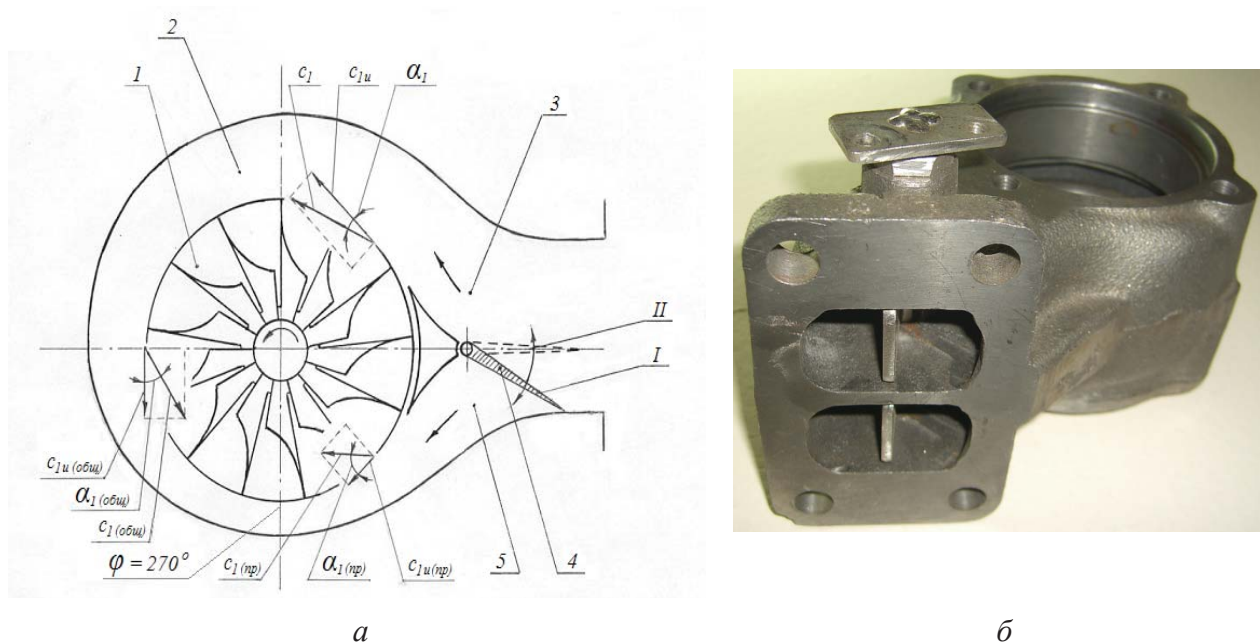 2
1
c1
c1u
α1
3
II
I
c1u (общ)
α1 (общ)
c1 (общ)
φ = 270°
c1(пр)
α1(пр)
c1u(пр)
5
4
а
б